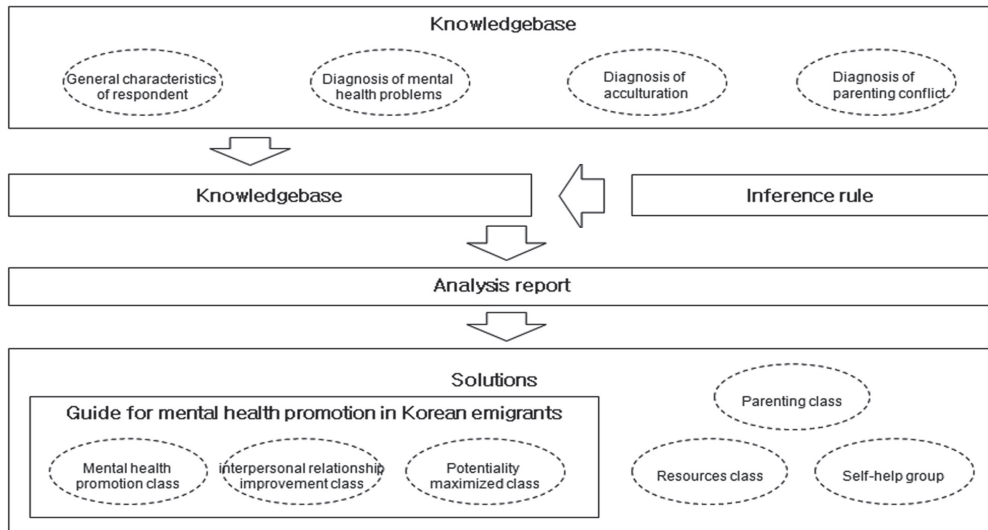 Knowledgebase
General characteristics
of respondent
Diagnosis of mental
health problems
Diagnosis of
acculturation
Diagnosis of
parenting conflict
Knowledgebase
Inference rule
Analysis report
Solutions
Guide for mental health promotion in Korean emigrants
Mental health
promotion class
interpersonal relationship
improvement class
Potentiality
maximized class
Parenting class
Resources class
Self-help group